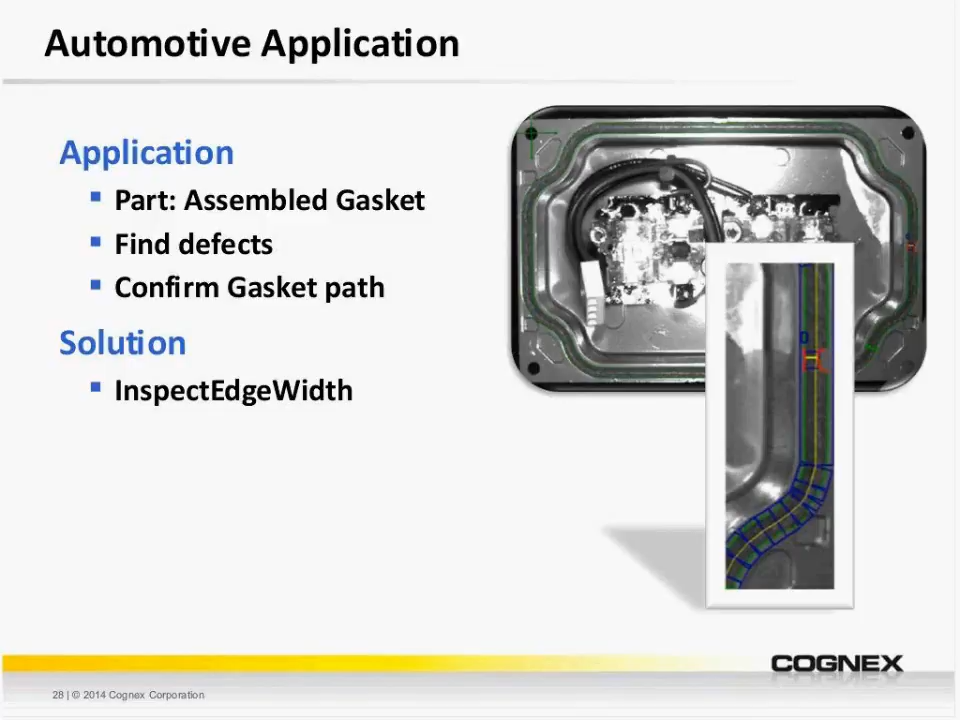 Automotive Application
Application
▪ Part: Assembled Gasket
▪ Find defects
▪ Confirm Gasket path
Solution
▪ InspectEdgeWidth
COGNEX
28 | © 2014 Cognex Corporation